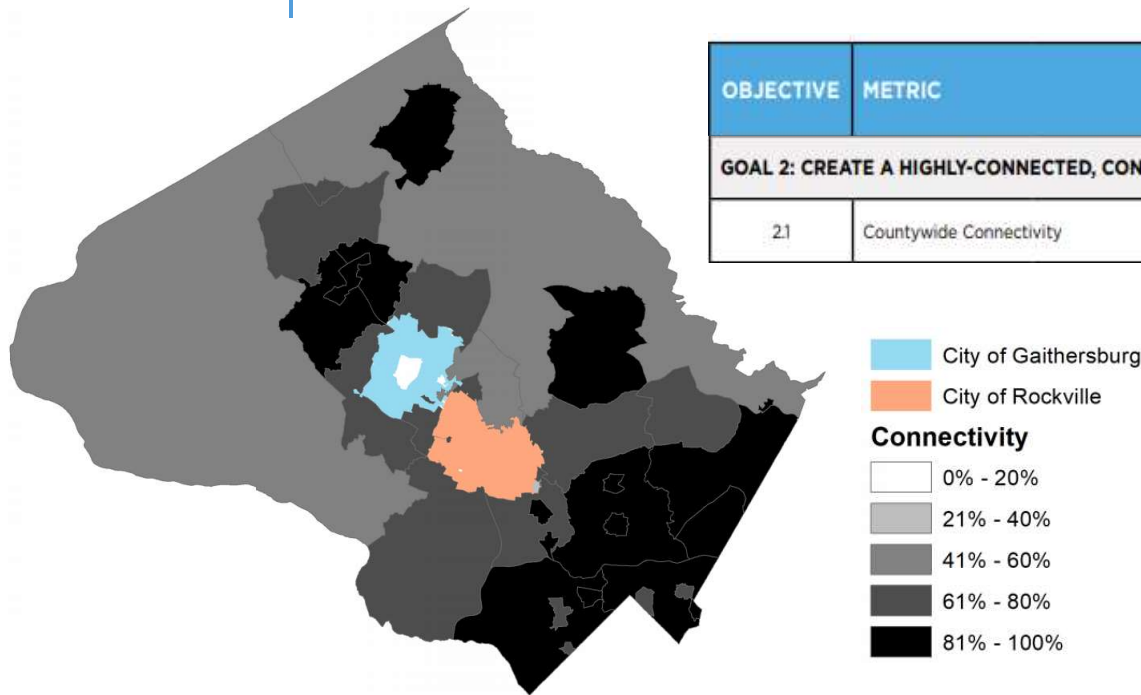 OBJECTIVE METRIC
GOAL 2: CREATE A HIGHLY-CONNECTED, CON
2.1 Countywide Connectivity
City of Gaithersburg
City of Rockville
Connectivity
0% - 20%
21% - 40%
41% - 60%
61% - 80%
81% - 100%